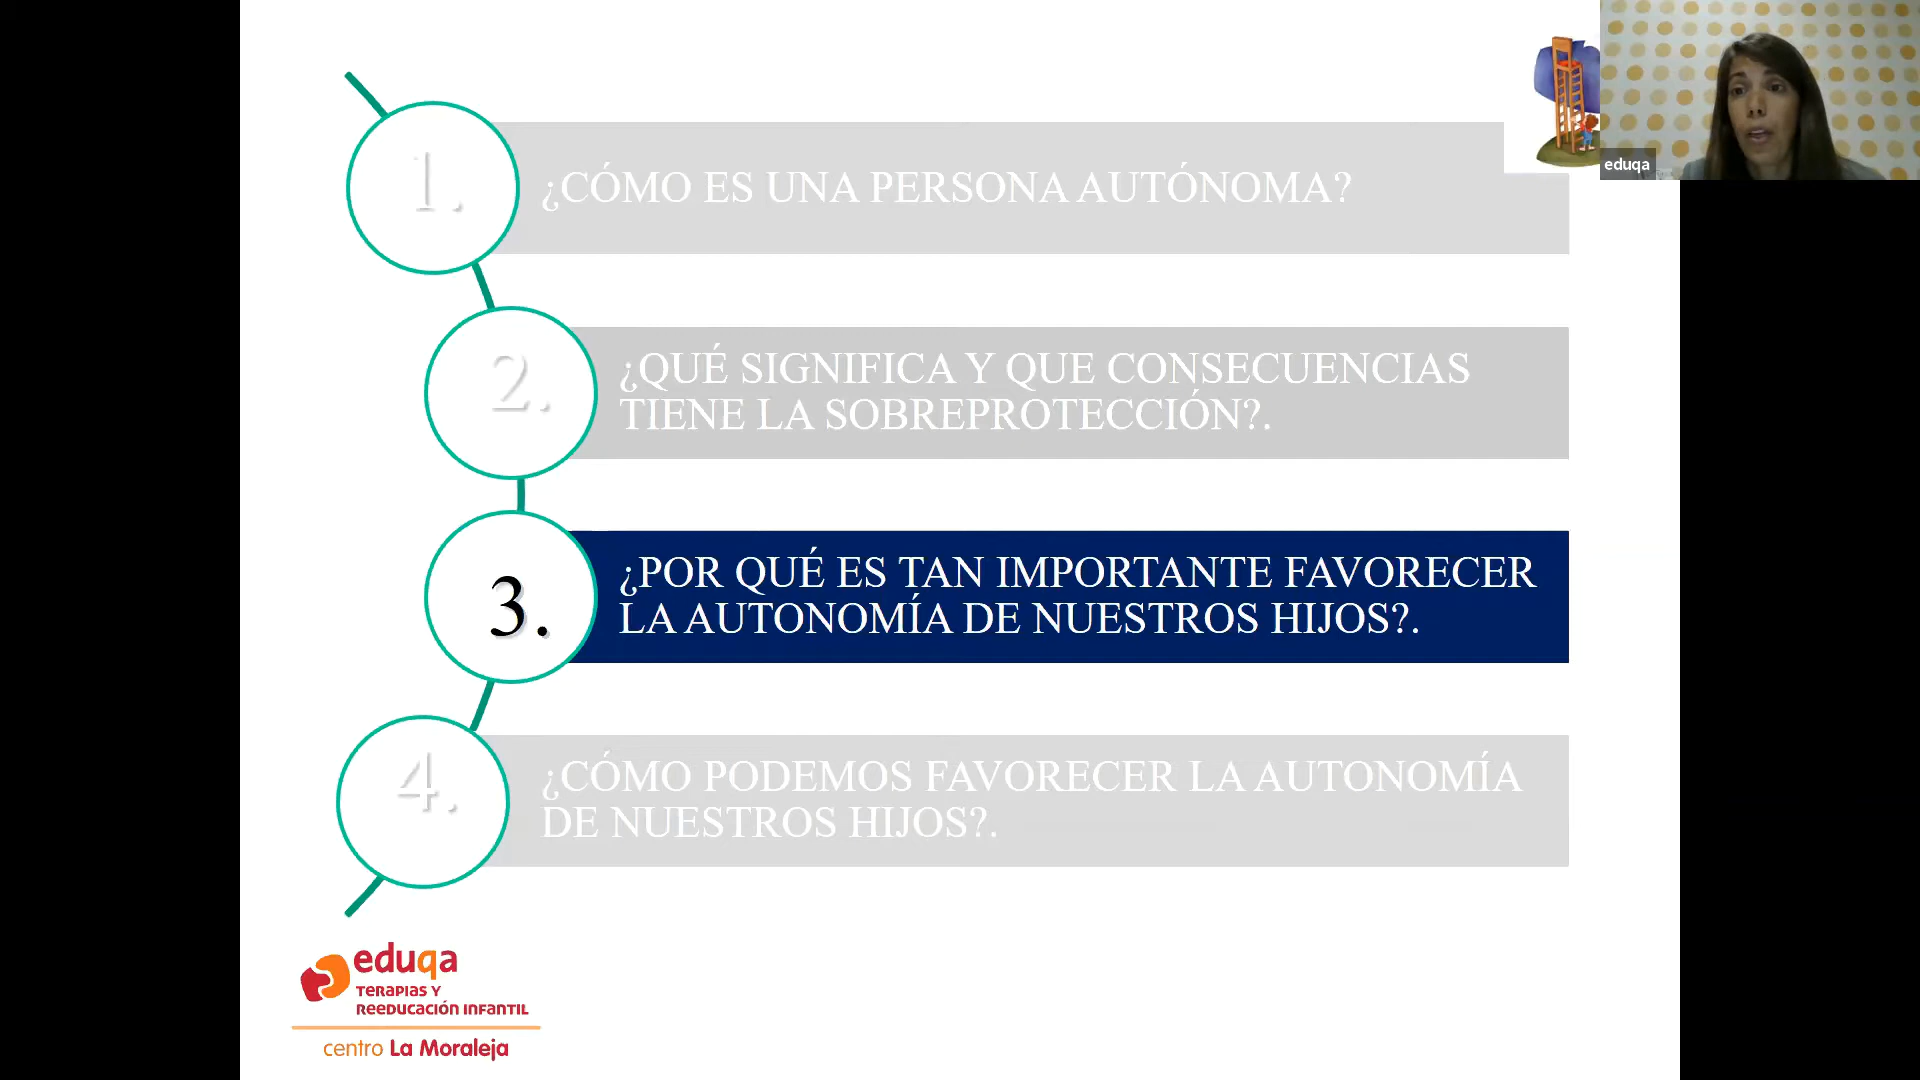 1.
¿CÓMO ES UNA PERSONA AUTÓNOMA?
2.
¿QUÉ SIGNIFICA Y QUE CONSECUENCIAS
TIENE LA SOBREPROTECCIÓN?.
3.
¿POR QUÉ ES TAN IMPORTANTE FAVORECER
LA AUTONOMÍA DE NUESTROS HIJOS?.
4.
¿CÓMO PODEMOS FAVORECER LA AUTONOMÍA
DE NUESTROS HIJOS?.
eduqa
TERAPIAS Y
REEDUCACIÓN INFANTIL
centro La Moraleja
eduqa